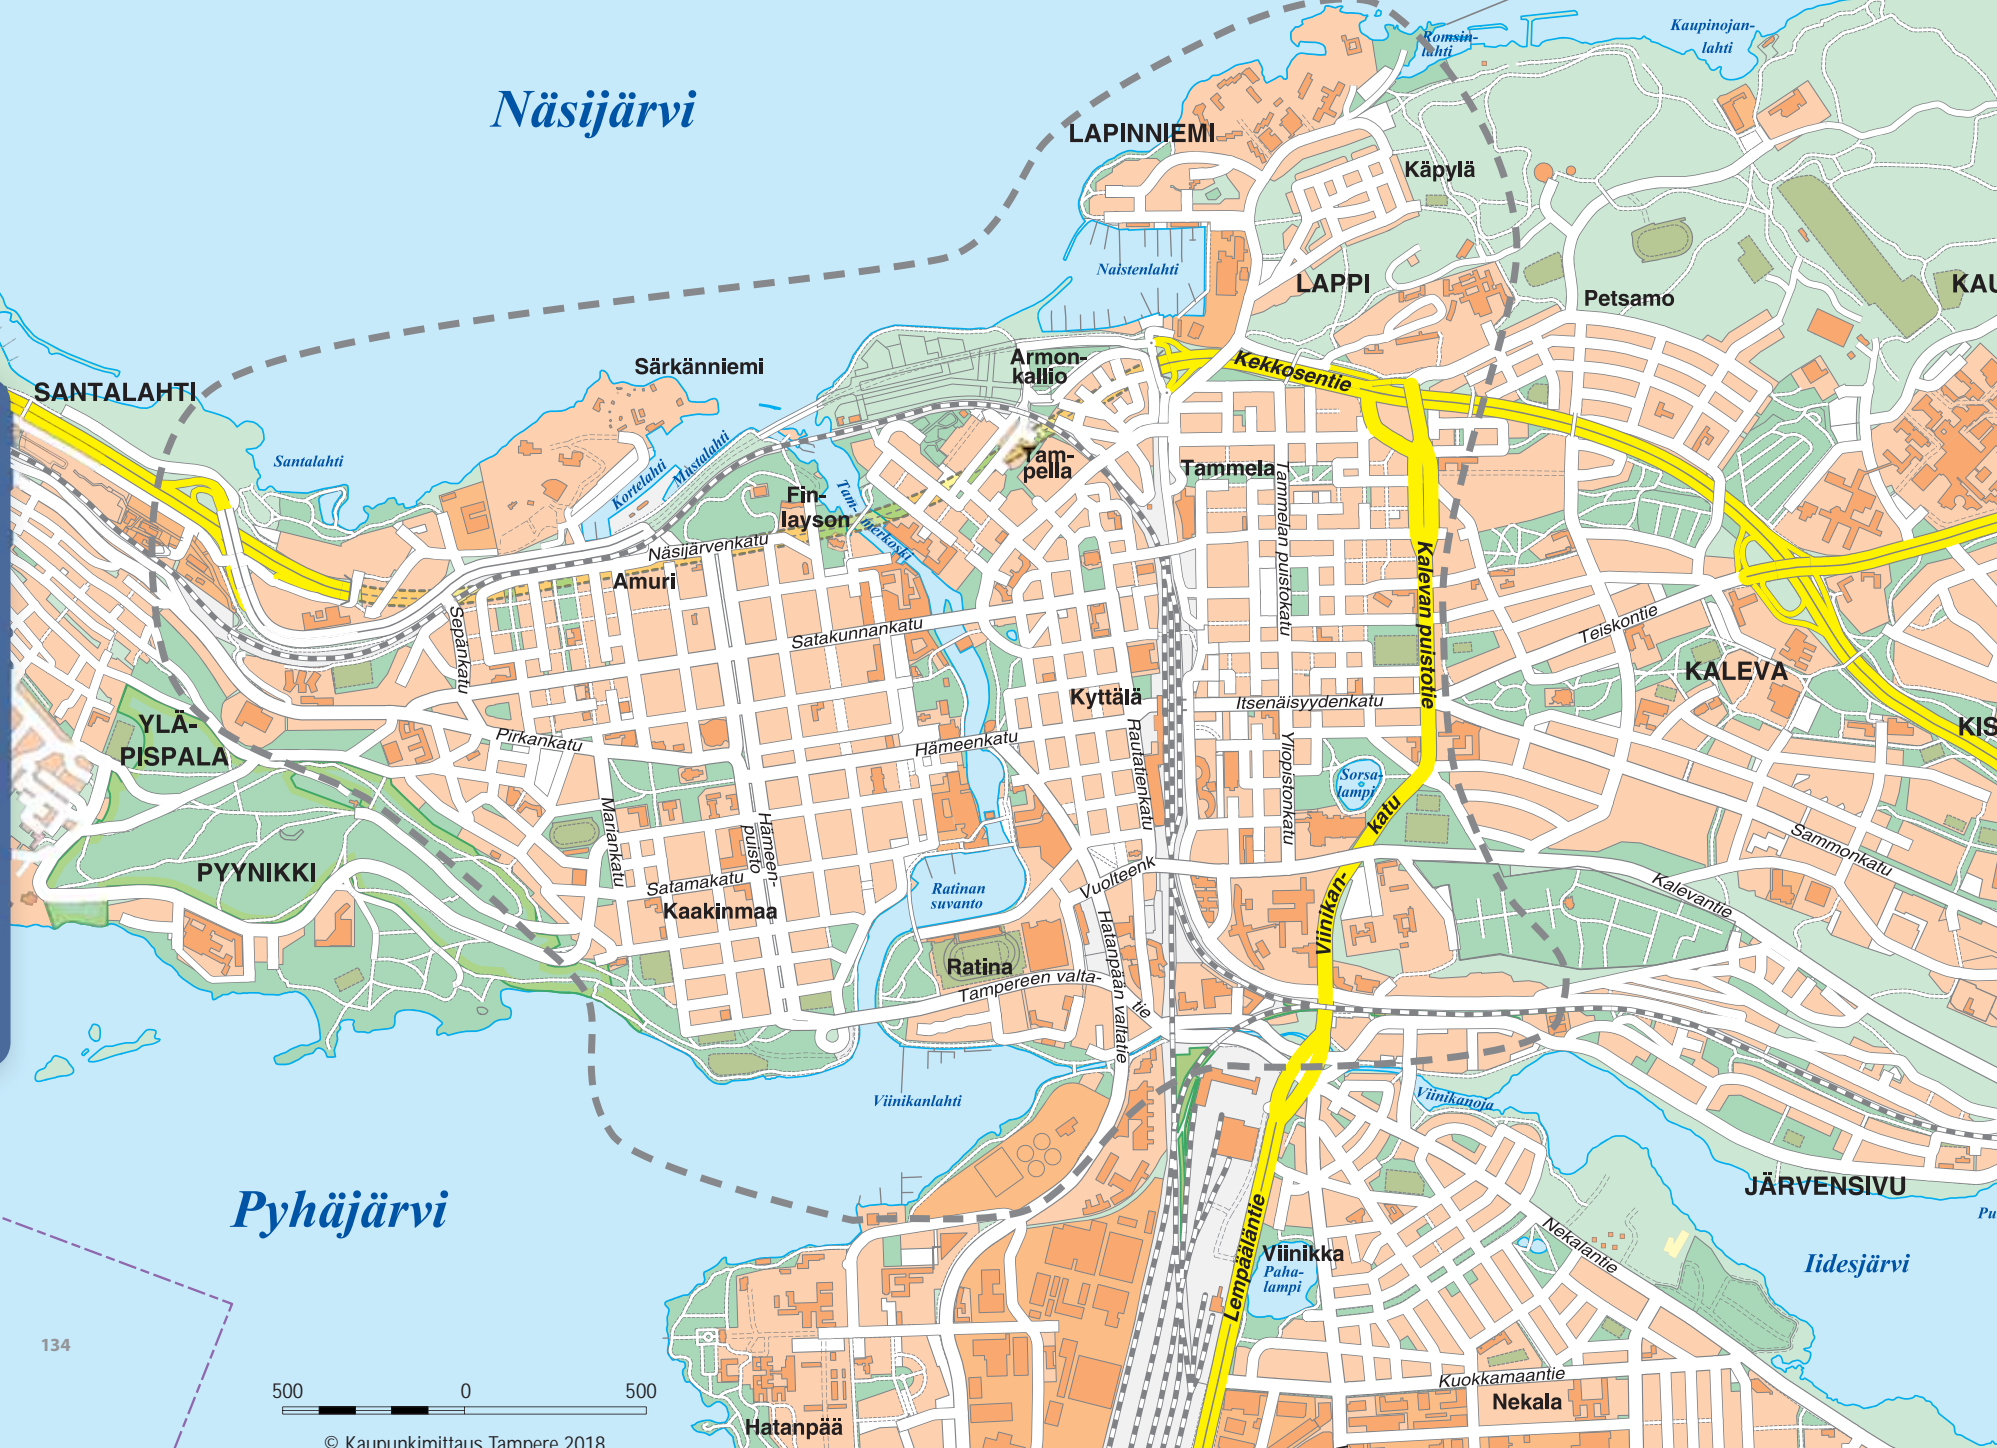 Romsin-
lahti
Kaupinojan-
lahti
Näsijärvi
LAPINNIEMI
Käpylä
Naistenlahti
LAPPI
KAU
Petsamo
Särkänniemi
Armon-
kallio
Kekkosentie
SANTALAHTI
Santalahti
Kortelahti
Mustalahti
Tam-
pella
Tammela
Fin-
layson
Tam-
merkoski
Tammelan puistokatu
Näsijärvenkatu
Amuri
Kalevan puistotie
Sepänkatu
Satakunnankatu
Teiskontie
KALEVA
Kyttälä
Itsenäisyydenkatu
YLÄ-
PISPALA
Pirkankatu
Hämeenkatu
Rautatienkatu
Yliopistonkatu
KIS
Sorsa-
lampi
katu
Mariankatu
Hämeen-
puisto
Sammonkatu
PYYNIKKI
Satamakatu
Kaakinmaa
Ratinan
suvanto
Vuolteenk
Viinikan-
Kalevantie
Hatanpään valtatie
Ratina
Tampereen valta-
tie
Viinikanlahti
Viinikanoja
Pyhäjärvi
JÄRVENSIVU
Pu
Lempääläntie
Viinikka
Paha-
lampi
Nekalantie
Iidesjärvi
134
Kuokkamaantie
Nekala
500 0 500
Hatanpää
© Kaupunkimittaus Tampere 2018